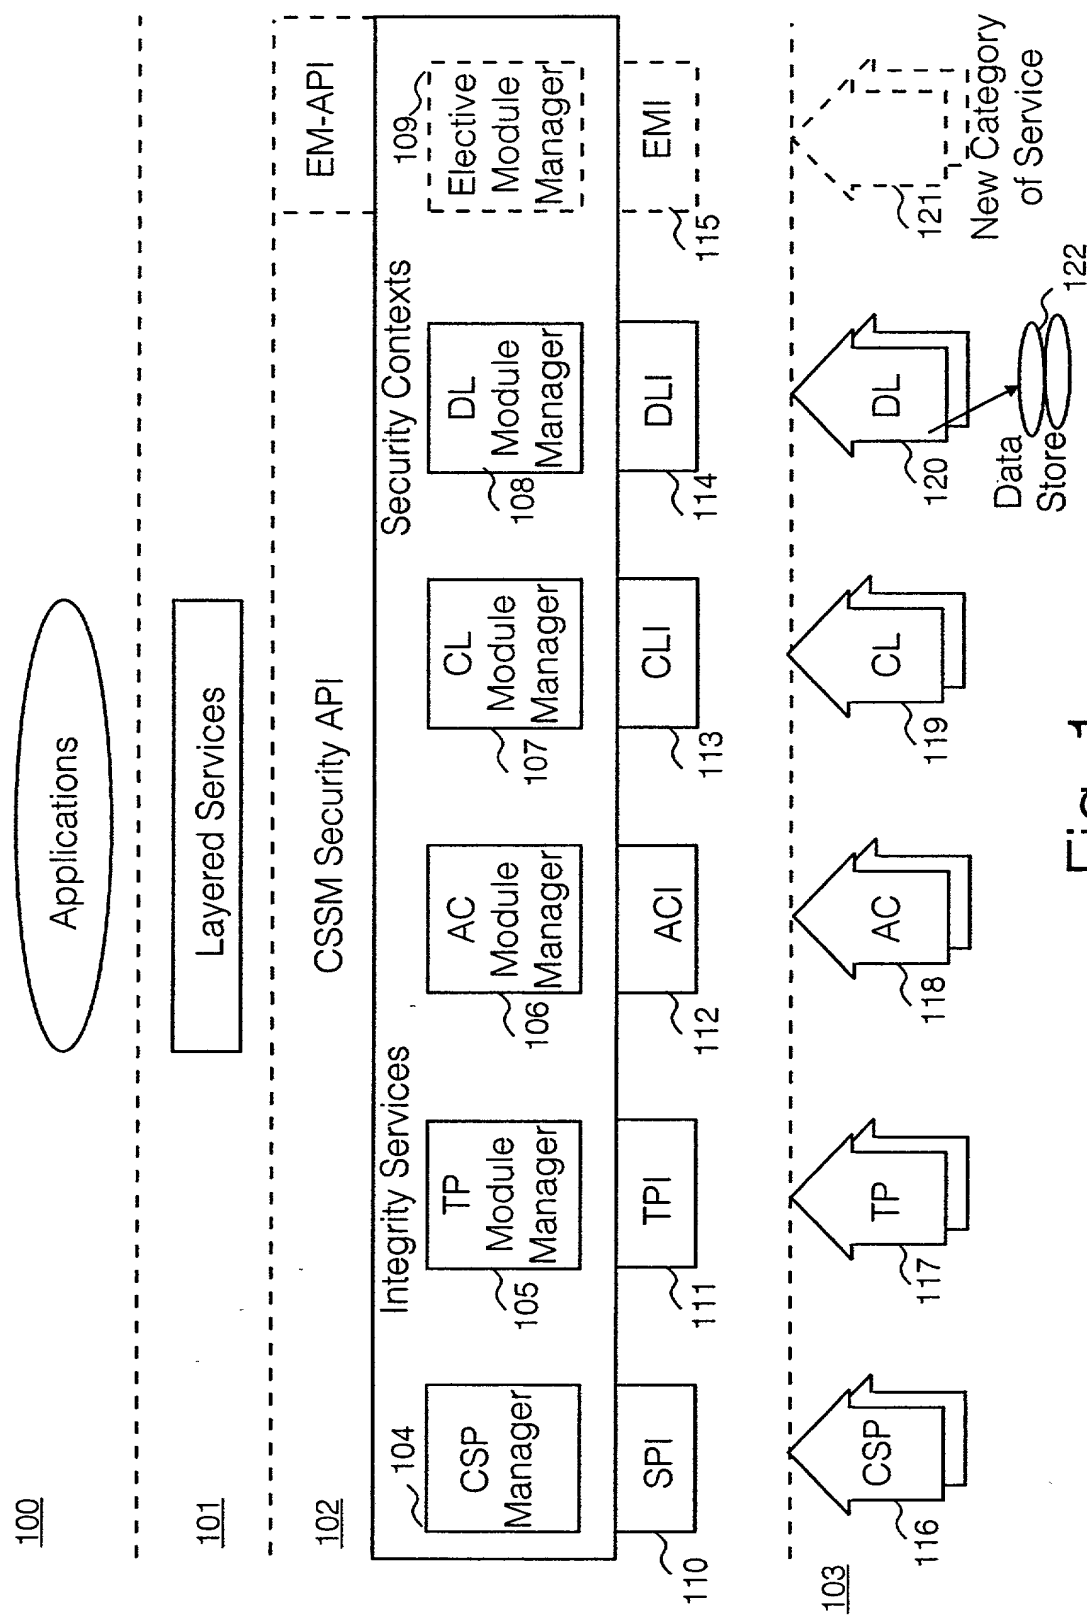 100
Applications
101
Layered Services
102
CSSM Security API
EM-API
Integrity Services
Security Contexts
104
CSP
Manager
105
TP
Module
Manager
106
AC
Module
Manager
107
CL
Module
Manager
108
DL
Module
Manager
109
Elective
Module
Manager
110
SPI
111
TPI
112
ACI
113
CLI
114
DLI
115
EMI
103
116
CSP
117
TP
118
AC
119
CL
120
DL
121
New Category
of Service
Data
Store
122
Fig. 1